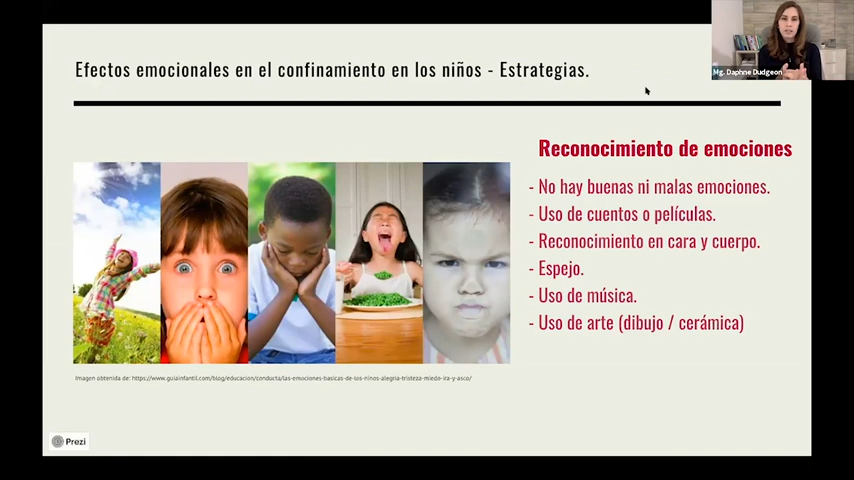 Mg. Daphne Dudgeon
Efectos emocionales en el confinamiento en los niños - Estrategias.
Reconocimiento de emociones
- No hay buenas ni malas emociones.
- Uso de cuentos o películas.
- Reconocimiento en cara y cuerpo.
- Espejo.
- Uso de música.
- Uso de arte (dibujo / cerámica)
Imagen obtenida de: https://www.guiainfantil.com/blog/educacion/conducta/las-emociones-basicas-de-los-ninos-alegria-tristeza-miedo-ira-y-asco/
Prezi